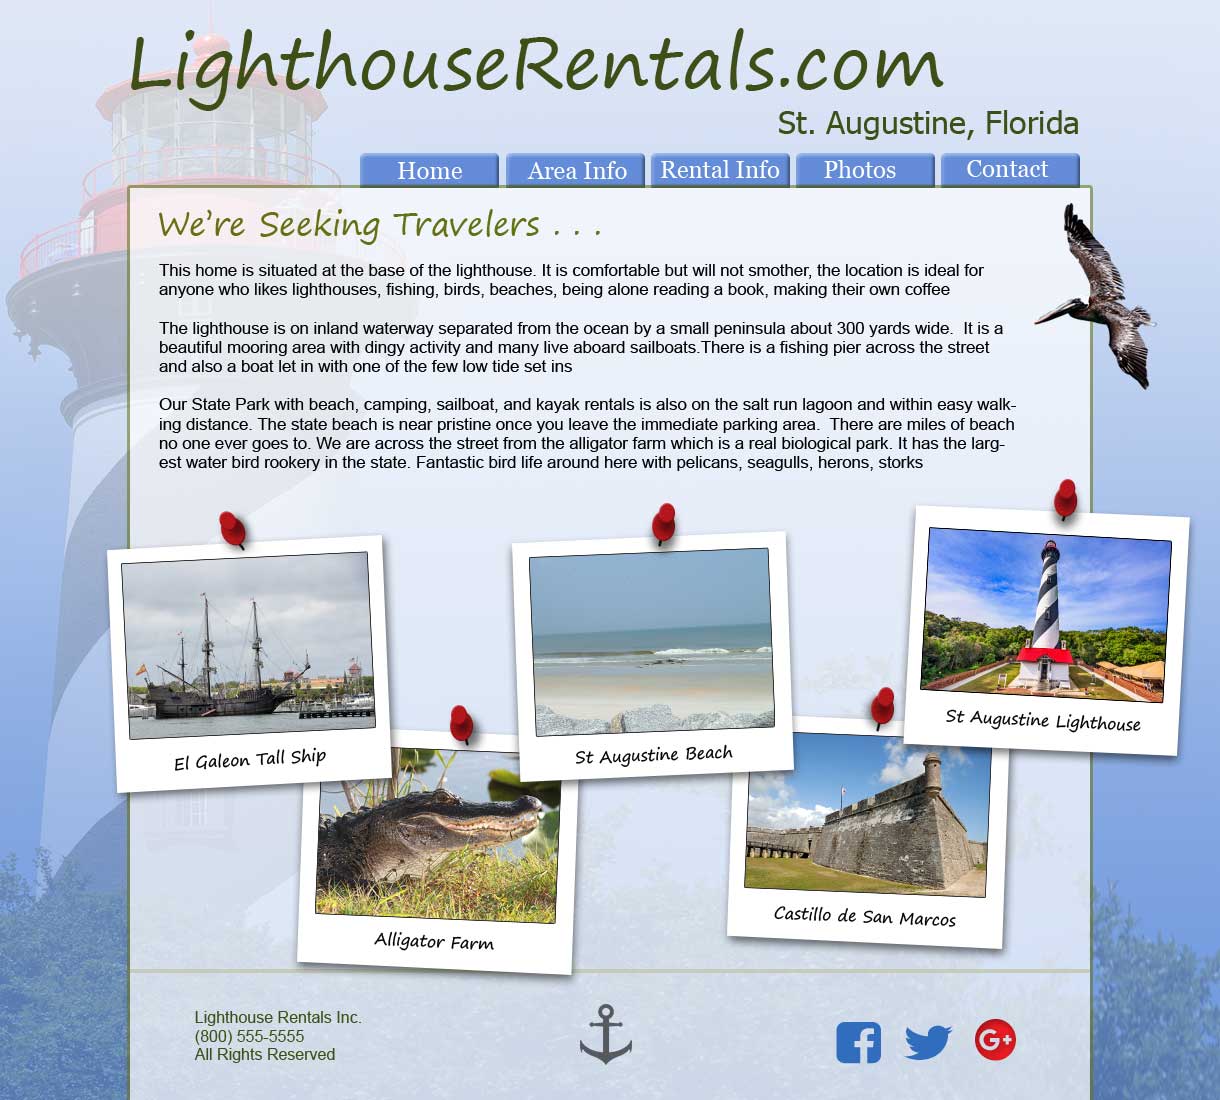 LighthouseRentals.com
St. Augustine, Florida
Home Area Info Rental Info Photos Contact
We're Seeking Travelers . . .
This home is situated at the base of the lighthouse. It is comfortable but will not smother, the location is ideal for
anyone who likes lighthouses, fishing, birds, beaches, being alone reading a book, making their own coffee
The lighthouse is on inland waterway separated from the ocean by a small peninsula about 300 yards wide.  It is a
beautiful mooring area with dingy activity and many live aboard sailboats.There is a fishing pier across the street
and also a boat let in with one of the few low tide set ins
Our State Park with beach, camping, sailboat, and kayak rentals is also on the salt run lagoon and within easy walk-
ing distance. The state beach is near pristine once you leave the immediate parking area.  There are miles of beach
no one ever goes to. We are across the street from the alligator farm which is a real biological park. It has the larg-
est water bird rookery in the state. Fantastic bird life around here with pelicans, seagulls, herons, storks
El Galeon Tall Ship
St Augustine Beach
St Augustine Lighthouse
Alligator Farm
Castillo de San Marcos
Lighthouse Rentals Inc.
(800) 555-5555
All Rights Reserved
G+